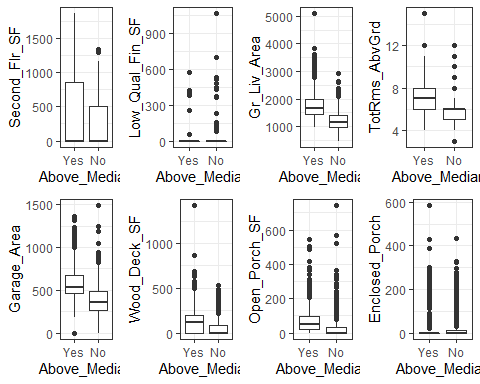 Second_Flr_SF
1500
1000
500
0
Yes No
Above_Media
Low_Qual_Fin_SF
900
600
300
0
Yes No
Above_Media
Gr_Liv_Area
5000
4000
3000
2000
1000
Yes No
Above_Media
TotRms_AbvGrd
12
8
4
Yes No
Above_Median
Garage_Area
1500
1000
500
0
Yes No
Above_Media
Wood_Deck_SF
1000
500
0
Yes No
Above_Media
Open_Porch_SF
600
400
200
0
Yes No
Above_Media
Enclosed_Porch
600
400
200
0
Yes No
Above_Media